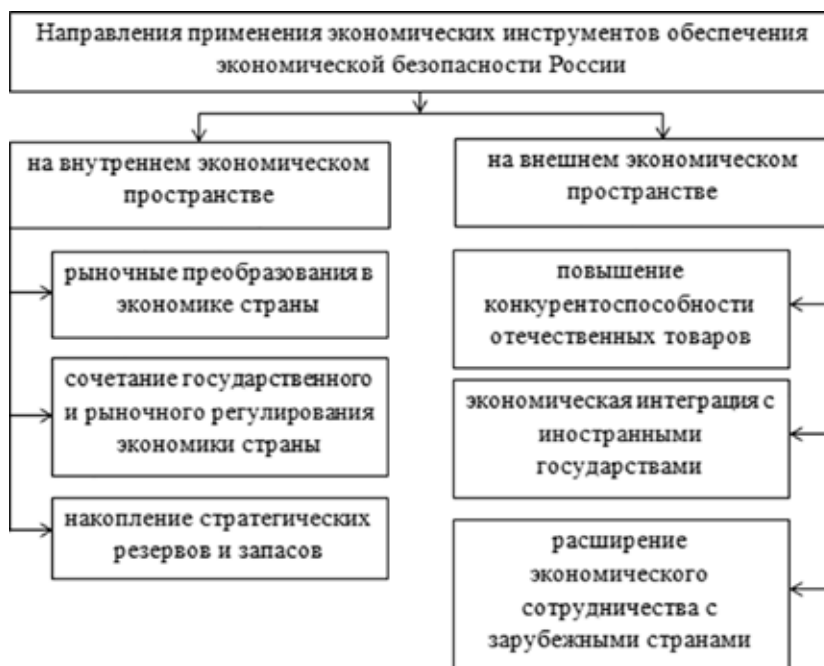 Направления применения экономических инструментов обеспечения
экономической безопасности России
на внутреннем экономическом
пространстве
на внешнем экономическом
пространстве
рыночные преобразования в
экономике страны
сочетание государственного
и рыночного регулирования
экономики страны
накопление стратегических
резервов и запасов
повышение
конкурентоспособности
отечественных товаров
экономическая интеграция с
иностранными
государствами
расширение
экономического
сотрудничества с
зарубежными странами